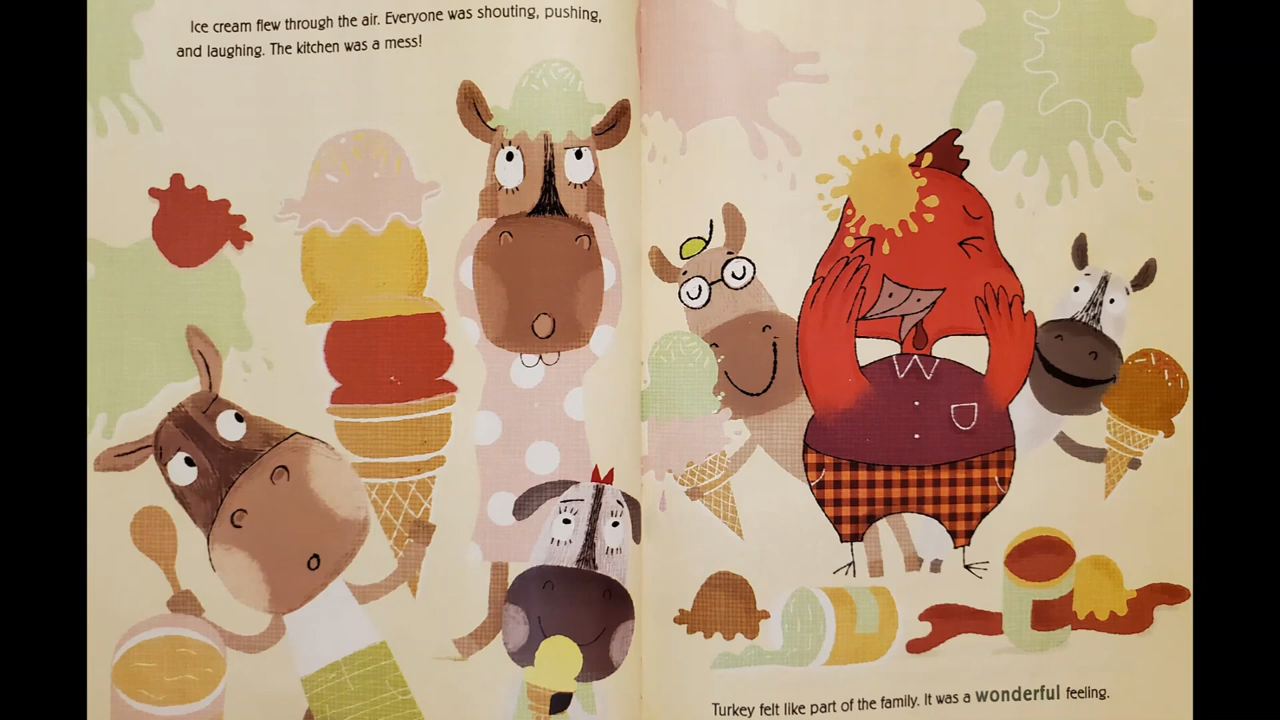 Ice cream flew through the air. Everyone was shouting, pushing,
and laughing. The kitchen was a mess!
Turkey felt like part of the family. It was a wonderful feeling.